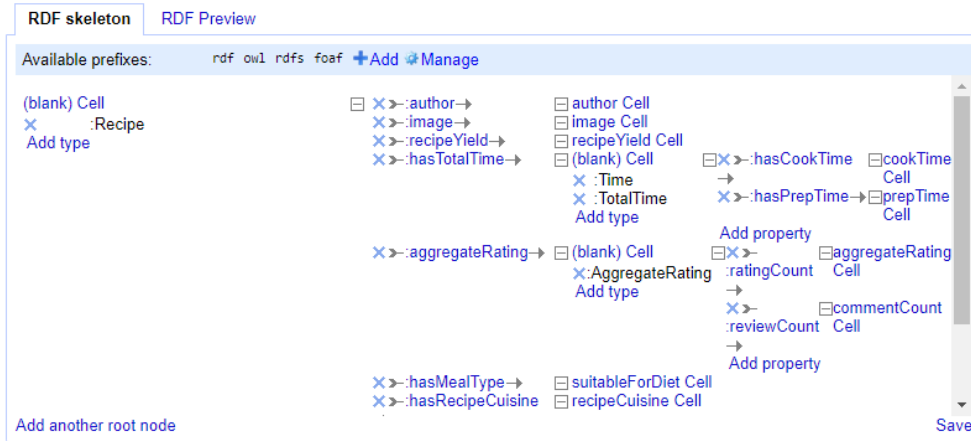 RDF skeleton RDF Preview
Available prefixes: rdf owl rdfs foaf Add Manage
(blank) Cell :author author Cell
:Recipe :image image Cell
Add type :recipeYield recipeYield Cell
:hasTotalTime (blank) Cell :hasCookTime cookTime
:Time Cell
:TotalTime :hasPrepTime prepTime
Add type Cell
Add property
:aggregateRating (blank) Cell aggregateRating
:AggregateRating :ratingCount Cell
Add type
commentCount
:reviewCount Cell
Add property
:hasMealType suitableForDiet Cell
:hasRecipeCuisine recipeCuisine Cell
Add another root node Save